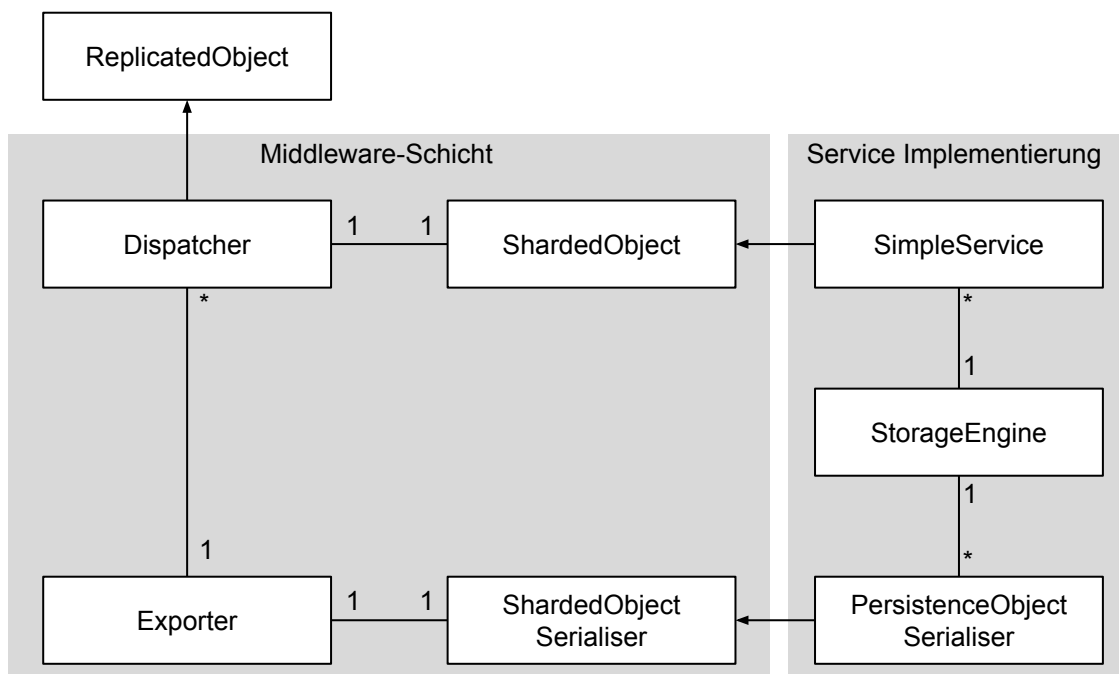 ReplicatedObject
Middleware-Schicht
Service Implementierung
Dispatcher
1
1
ShardedObject
SimpleService
*
*
1
StorageEngine
1
1
*
Exporter
1
1
ShardedObject
Serialiser
PersistenceObject
Serialiser